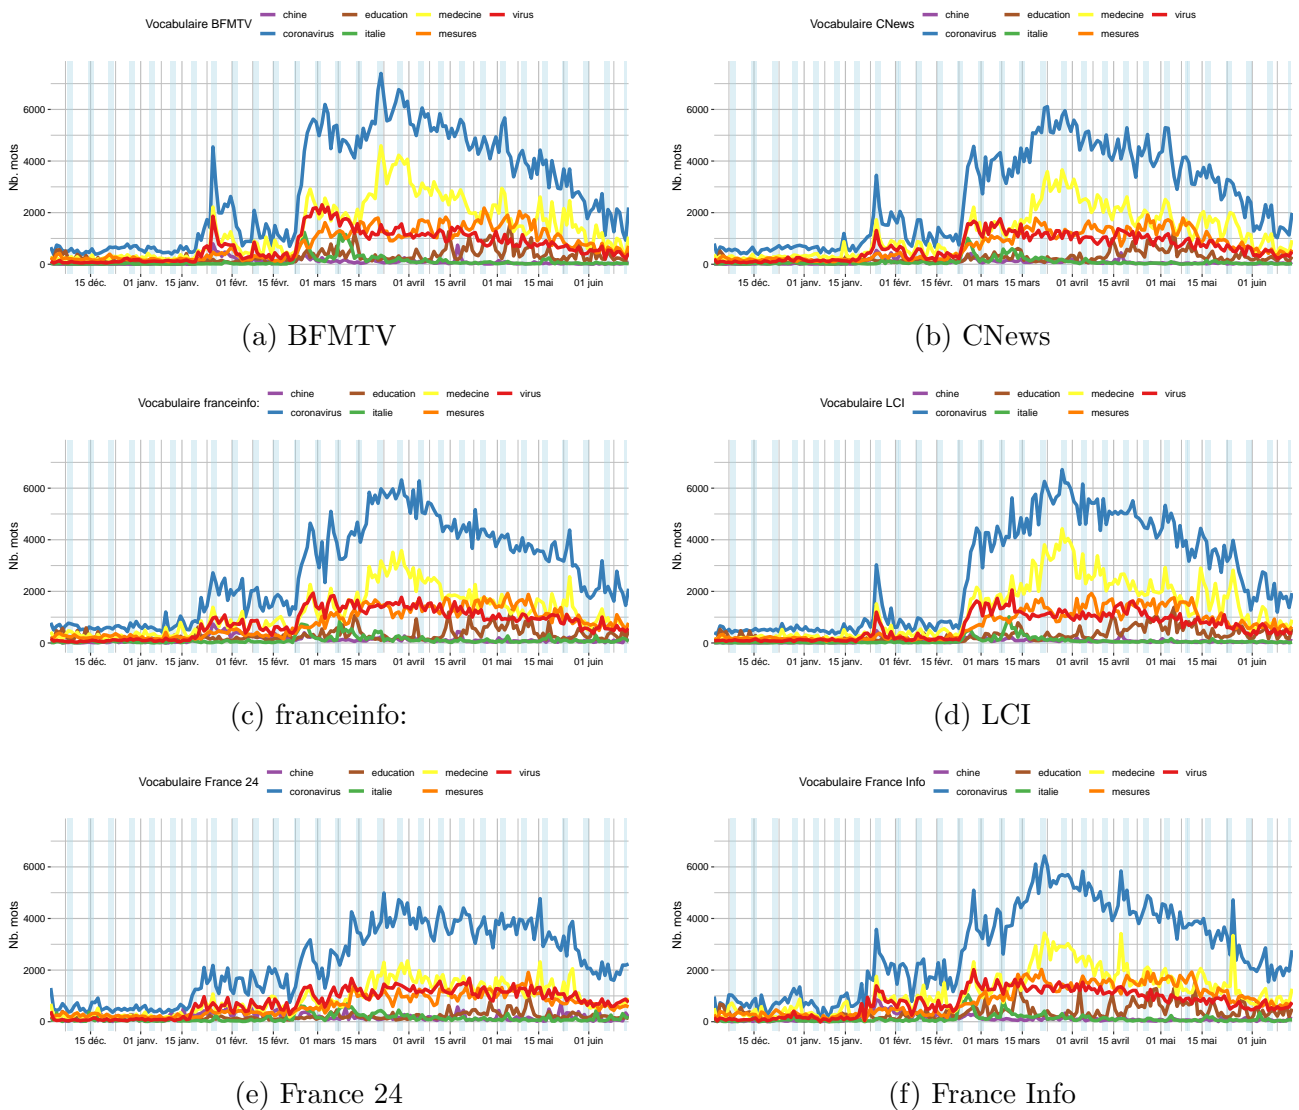 Vocabulaire BFMTV
chine education medecine virus
coronavirus italie mesures
Nb. mots
6000
4000
2000
0
15 déc. 01 janv. 15 janv. 01 févr. 15 févr. 01 mars 15 mars 01 avril 15 avril 01 mai 15 mai 01 juin
(a) BFMTV
Vocabulaire CNews
chine education medecine virus
coronavirus italie mesures
Nb. mots
6000
4000
2000
0
15 déc. 01 janv. 15 janv. 01 févr. 15 févr. 01 mars 15 mars 01 avril 15 avril 01 mai 15 mai 01 juin
(b) CNews
Vocabulaire franceinfo:
chine education medecine virus
coronavirus italie mesures
Nb. mots
6000
4000
2000
0
15 déc. 01 janv. 15 janv. 01 févr. 15 févr. 01 mars 15 mars 01 avril 15 avril 01 mai 15 mai 01 juin
(c) franceinfo:
Vocabulaire LCI
chine education medecine virus
coronavirus italie mesures
Nb. mots
6000
4000
2000
0
15 déc. 01 janv. 15 janv. 01 févr. 15 févr. 01 mars 15 mars 01 avril 15 avril 01 mai 15 mai 01 juin
(d) LCI
Vocabulaire France 24
chine education medecine virus
coronavirus italie mesures
Nb. mots
6000
4000
2000
0
15 déc. 01 janv. 15 janv. 01 févr. 15 févr. 01 mars 15 mars 01 avril 15 avril 01 mai 15 mai 01 juin
(e) France 24
Vocabulaire France Info
chine education medecine virus
coronavirus italie mesures
Nb. mots
6000
4000
2000
0
15 déc. 01 janv. 15 janv. 01 févr. 15 févr. 01 mars 15 mars 01 avril 15 avril 01 mai 15 mai 01 juin
(f) France Info